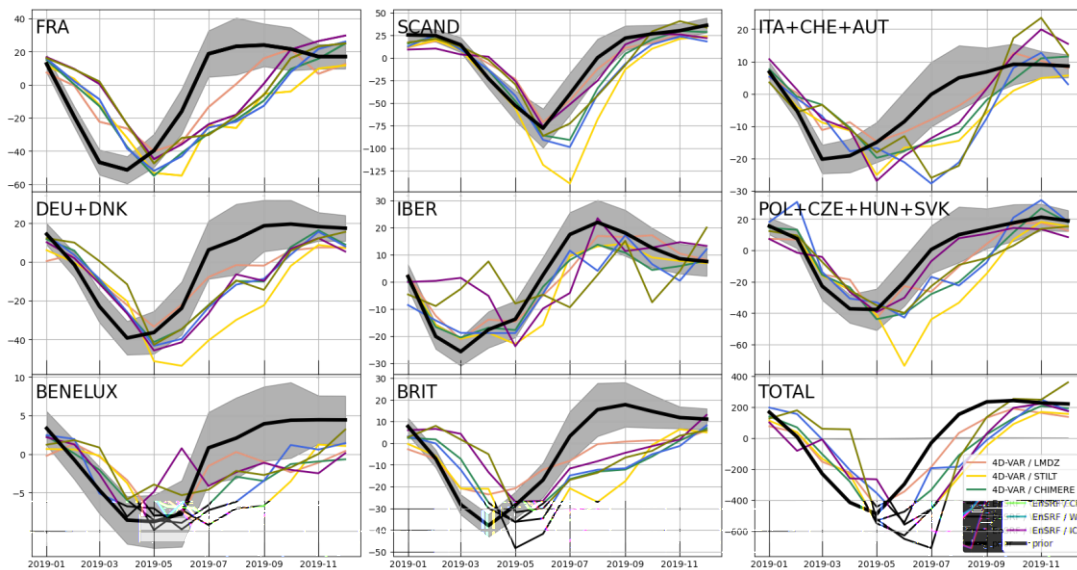 FRA
SCAND
ITA+CHE+AUT
40
20
0
−20
−40
−60
50
25
0
−25
−50
−75
−100
−125
20
10
0
−10
−20
−30
DEU+DNK
IBER
POL+CZE+HUN+SVK
20
0
−20
−40
30
20
10
0
−10
−20
−30
20
0
−20
−40
−60
BENELUX
BRIT
TOTAL
10
5
0
−5
30
20
10
0
−10
−20
−30
−40
−50
400
200
0
−200
−400
−600
4D-VAR / LMDZ
4D-VAR / STILT
4D-VAR / CHIMERE
EnSRF /
EnSRF /
EnSRF /
prior
2019-01 2019-03 2019-05 2019-07 2019-09 2019-11
2019-01 2019-03 2019-05 2019-07 2019-09 2019-11
2019-01 2019-03 2019-05 2019-07 2019-09 2019-11